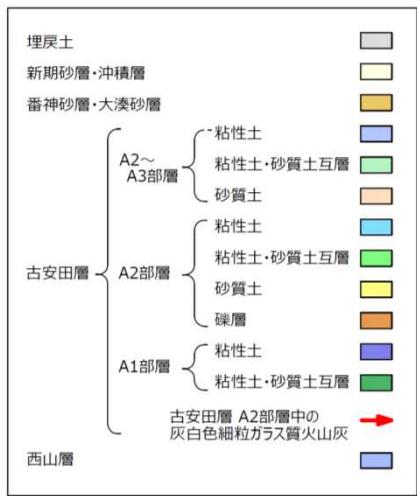 埋戻土
新期砂層・沖積層
番神砂層・大湊砂層
古安田層
A2～
A3部層
粘性土
粘性土・砂質土互層
砂質土
A2部層
粘性土
粘性土・砂質土互層
砂質土
礫層
A1部層
粘性土
粘性土・砂質土互層
古安田層 A2部層中の
灰白色細粒ガラス質火山灰
西山層